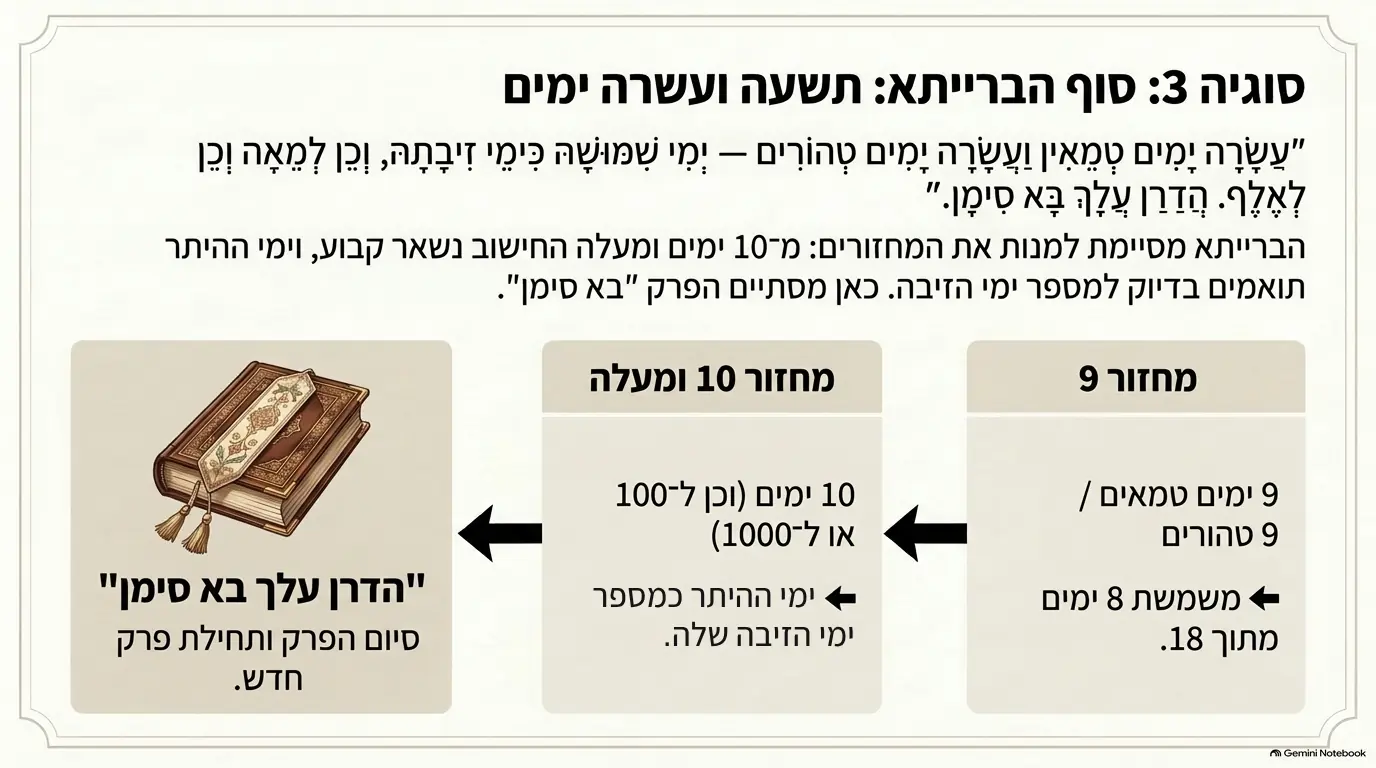 סוגיה 3: סוף הברייתא: תשעה ועשרה ימים
"עֲשָׂרָה יָמִים טְמֵאִין וַעֲשָׂרָה יָמִים טְהוֹרִים — יְמִי שִׁמּוּשָׁהּ כִּימֵי זִיבָתָהּ, וְכֵן לְמֵאָה וְכֵן
לְאֶלֶף. הֲדַרַן עֲלָךְ בָּא סִימָן."
הברייתא מסיימת למנות את המחזורים: מ־10 ימים ומעלה החישוב נשאר קבוע, וימי ההיתר
תואמים בדיוק למספר ימי הזיבה. כאן מסתיים הפרק "בא סימן".
מחזור 9
9 ימים טמאים /
9 טהורים
← משמשת 8 ימים
מתוך 18.
מחזור 10 ומעלה
10 ימים (וכן ל־100
או ל־1000)
← ימי ההיתר כמספר
ימי הזיבה שלה.
"הדרן עלך בא סימן"
סיום הפרק ותחילת פרק
חדש.
Gemini Notebook